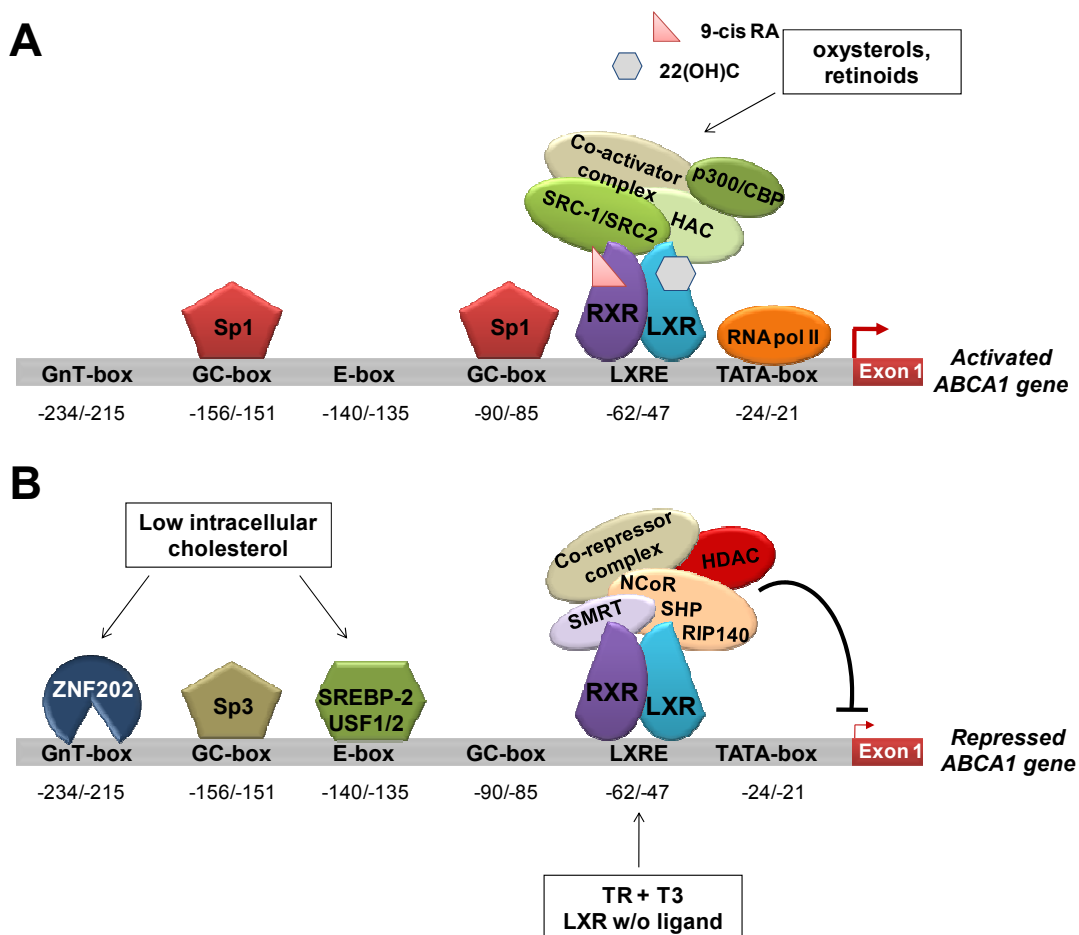 A
9-cis RA
22(OH)C
oxysterols,
retinoids
Co-activator
complex
p300/CBP
SRC-1/SRC2
HAC
Sp1
Sp1
RXR
LXR
RNA pol II
GnT-box
GC-box
E-box
GC-box
LXRE
TATA-box
Exon 1
Activated
ABCA1 gene
-234/-215
-156/-151
-140/-135
-90/-85
-62/-47
-24/-21
B
Low intracellular
cholesterol
Co-repressor
complex
HDAC
NCoR
SMRT
SHP
RIP140
ZNF202
Sp3
SREBP-2
USF1/2
RXR
LXR
GnT-box
GC-box
E-box
GC-box
LXRE
TATA-box
Exon 1
Repressed
ABCA1 gene
-234/-215
-156/-151
-140/-135
-90/-85
-62/-47
-24/-21
TR + T3
LXR w/o ligand